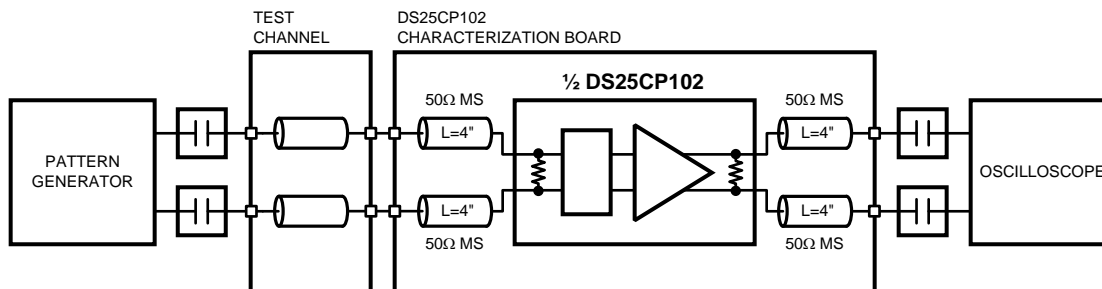 TEST
CHANNEL
DS25CP102
CHARACTERIZATION BOARD
½ DS25CP102
50Ω MS
50Ω MS
L=4"
L=4"
PATTERN
GENERATOR
OSCILLOSCOPE
L=4"
L=4"
50Ω MS
50Ω MS